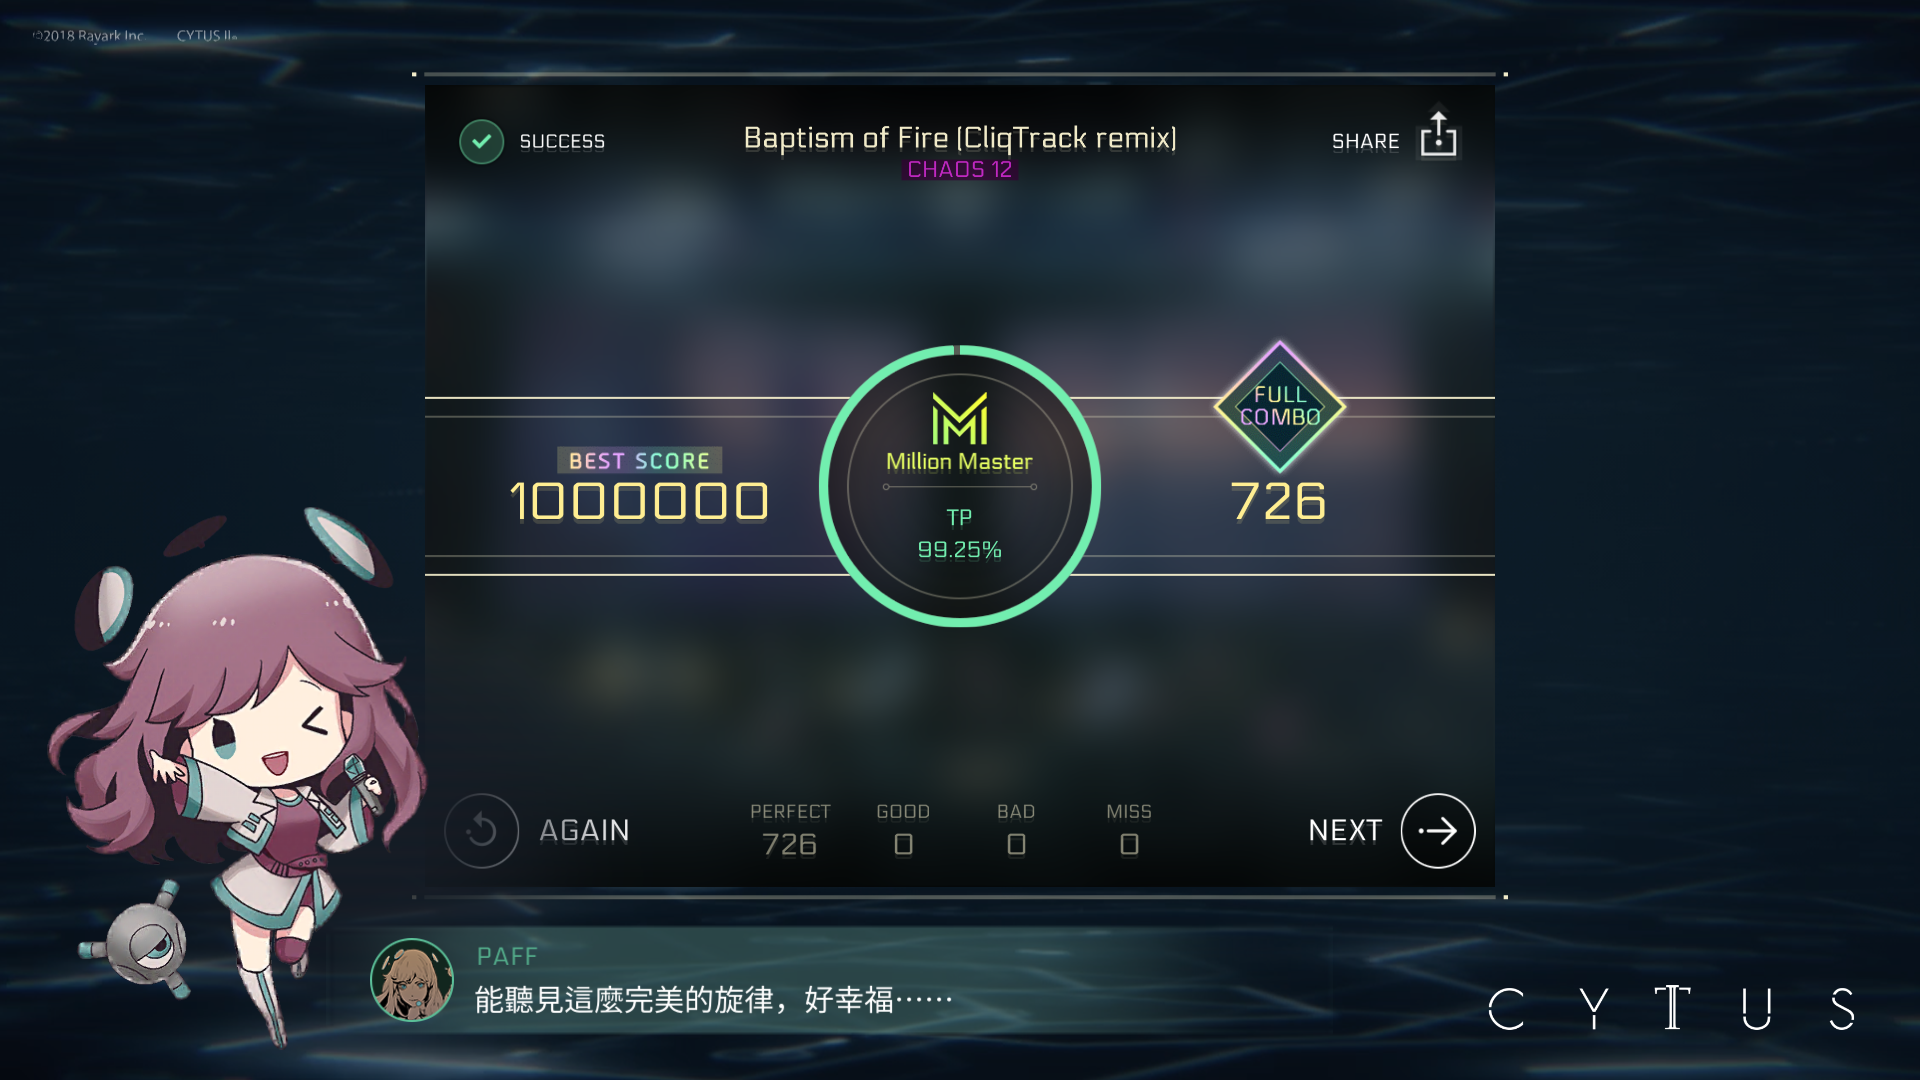 ©2018 Rayark Inc. CYTUS II®
SUCCESS
Baptism of Fire (CliqTrack remix)
SHARE
CHAOS 12
FULL
COMBO
Million Master
BEST SCORE
1000000
726
TP
99.25%
PERFECT GOOD BAD MISS
AGAIN
726 0 0 0
NEXT
PAFF
能聽見這麼完美的旋律，好幸福……
CYTUS